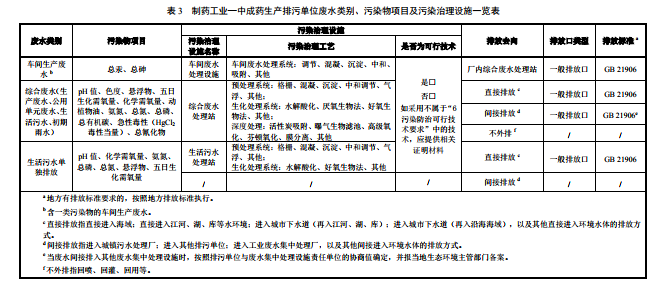 表 3 制药工业—中成药生产排污单位废水类别、污染物项目及污染治理设施一览表
废水类别
污染物项目
污染治理设施
污染治理设施名称
污染治理工艺
是否为可行技术
排放去向
排放口类型
排放标准 a
车间生产废水 b
总汞、总砷
车间废水处理设施
车间废水处理系统：调节、混凝、沉淀、中和、
吸附、其他
是□
否□
如采用不属于“6
污染防治可行技
术要求”中的技
术，应提供相关
证明材料
厂内综合废水处理站
一般排放口
GB 21906
综合废水（生
产废水、公用
单元废水、生
活污水、初期
雨水）
pH 值、色度、悬浮物、五日
生化需氧量、化学需氧量、动
植物油、氨氮、总氮、总磷、
总有机碳、急性毒性（HgCl2
毒性当量）、总氰化物
综合废水处理站
预处理系统：格栅、混凝、沉淀、中和调节、气
浮、其他；
生化处理系统：水解酸化、厌氧生物法、好氧生
物法、其他；
深度处理：活性炭吸附、曝气生物滤池、高级氧
化、芬顿氧化、膜分离、其他
直接排放 c
一般排放口
GB 21906
间接排放 d
一般排放口
GB 21906e
不外排 f
/
/
生活污水单
独排放
pH 值、化学需氧量、氨氮、
总磷、总氮、悬浮物、五日生
化需氧量
生活污水处理站
预处理系统：格栅、混凝、沉淀、中和调节、气
浮、其他；
生化处理系统：水解酸化、好氧生物法、其他
直接排放 c
一般排放口
GB 21906
/
/
间接排放 d
/
/
a 地方有排放标准要求的，按照地方排放标准执行。
b 含一类污染物的车间生产废水。
c 直接排放指直接进入海域；直接进入江河、湖、库等水环境；进入城市下水道（再入江河、湖、库）；进入城市下水道（再入沿海海域），以及其他直接进入环境水体的排放方
式。
d 间接排放指进入城镇污水处理厂；进入其他排污单位；进入工业废水集中处理厂，以及其他间接进入环境水体的排放方式。
e 当废水间接排入其他废水集中处理设施时，按照排污单位与废水集中处理设施责任单位的协商值确定，并报当地生态环境主管部门备案。
f 不外排指回喷、回灌、回用等。